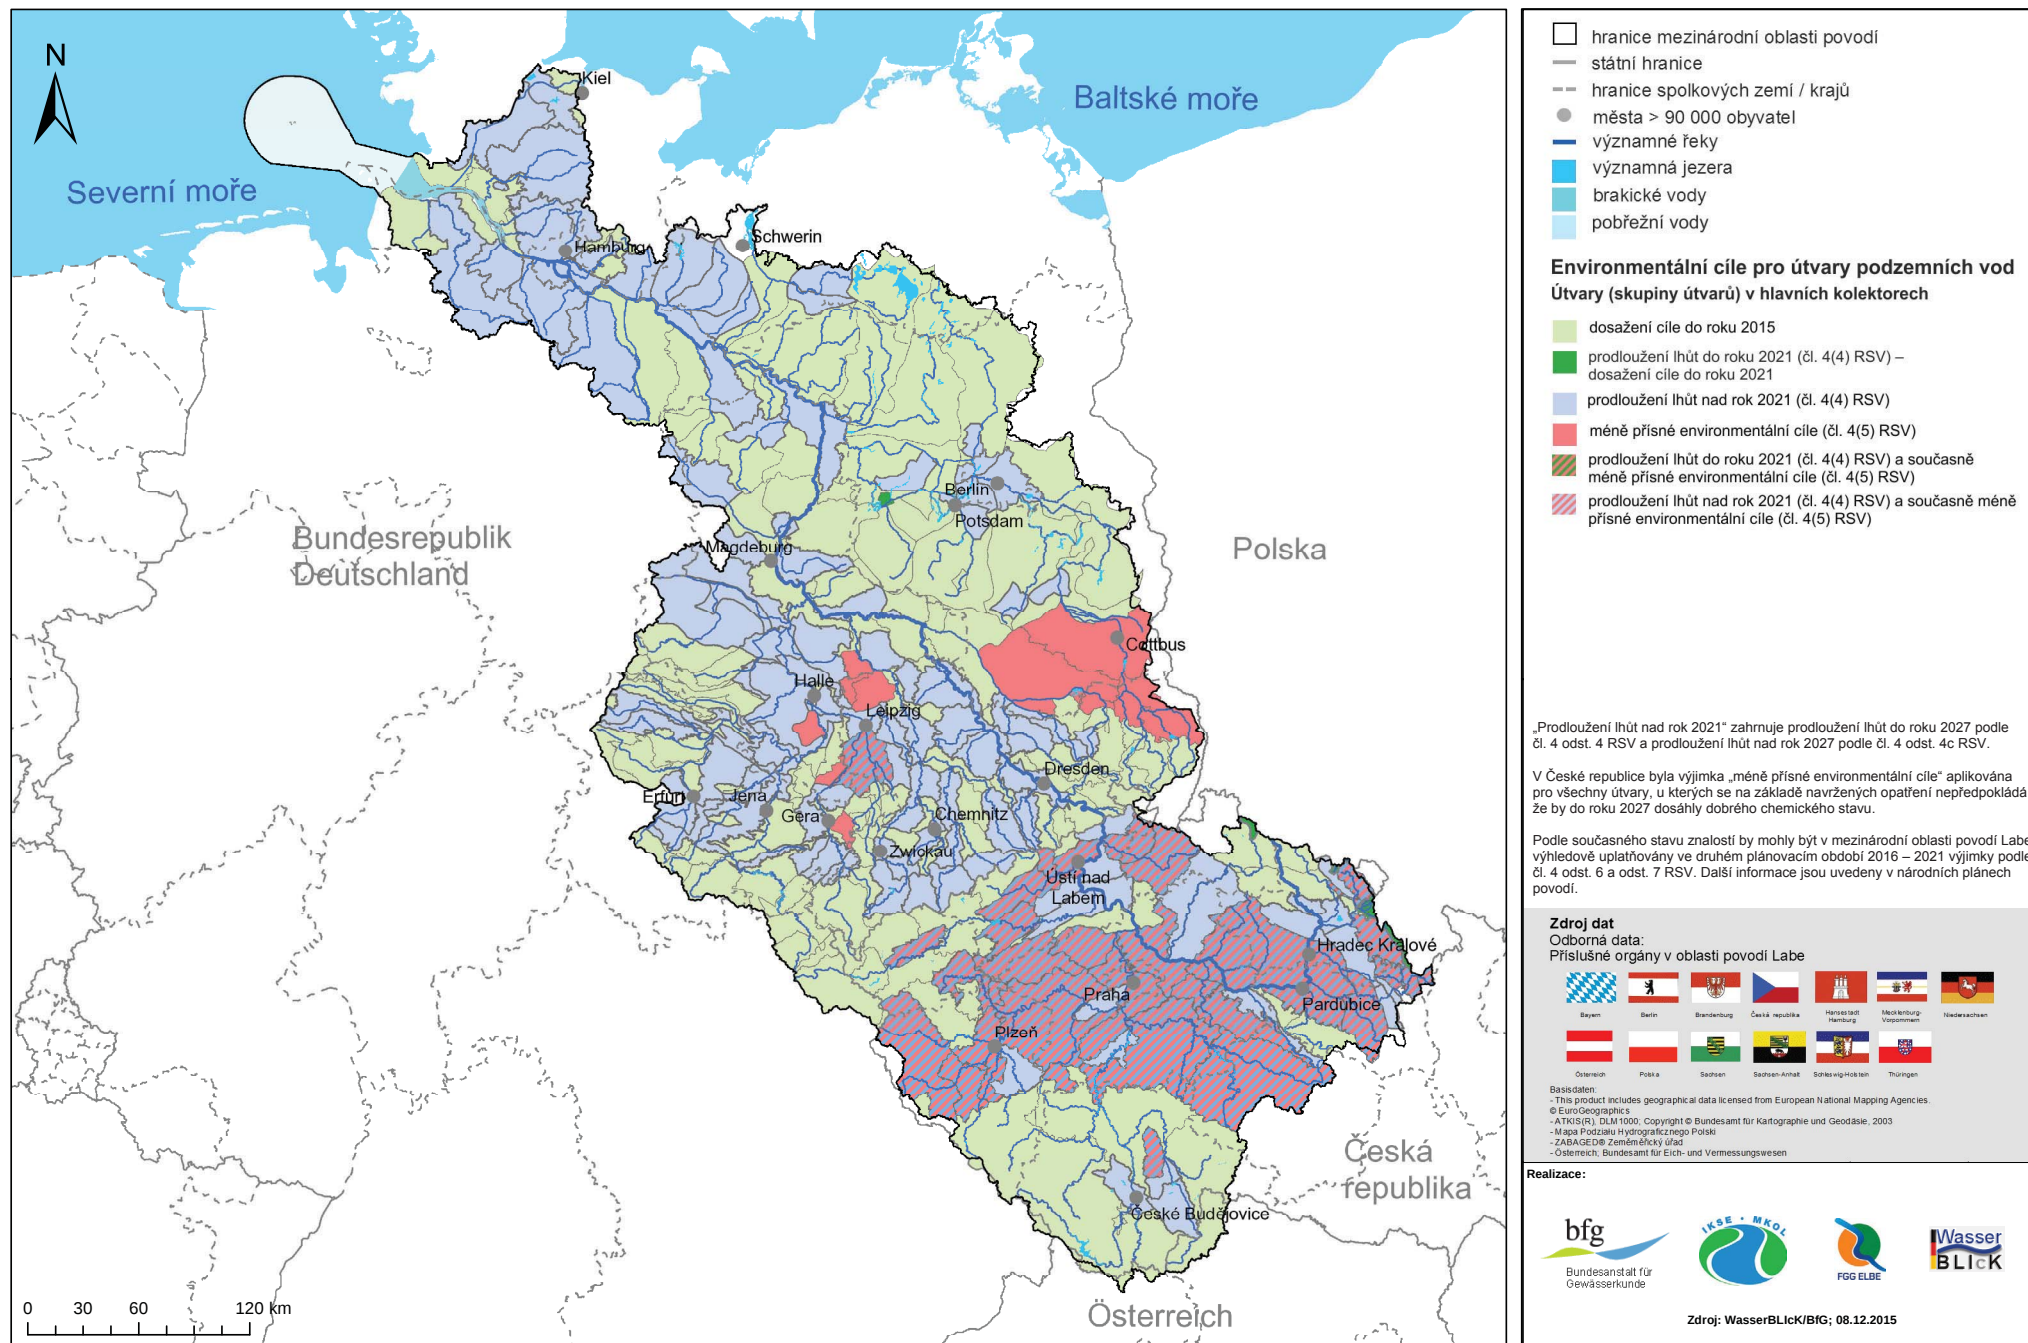 N
Kiel
Baltské moře
Severní moře
Schwerin
Hamburg
Berlin
Potsdam
Bundesrepublik
Deutschland
Magdeburg
Polska
Cottbus
Halle
Leipzig
Dresden
Erfurt
Jena
Gera
Chemnitz
Zwickau
Ústí nad
Labem
Hradec Králové
Praha
Pardubice
Plzeň
Česká
republika
České Budějovice
Österreich
0 30 60 120 km
hranice mezinárodní oblasti povodí
státní hranice
hranice spolkových zemí / krajů
města > 90 000 obyvatel
významné řeky
významná jezera
brakické vody
pobřežní vody
Environmentální cíle pro útvary podzemních vod
Útvary (skupiny útvarů) v hlavních kolektorech
dosažení cíle do roku 2015
prodloužení lhůt do roku 2021 (čl. 4(4) RSV) –
dosažení cíle do roku 2021
prodloužení lhůt nad rok 2021 (čl. 4(4) RSV)
méně přísné environmentální cíle (čl. 4(5) RSV)
prodloužení lhůt do roku 2021 (čl. 4(4) RSV) a současně
méně přísné environmentální cíle (čl. 4(5) RSV)
prodloužení lhůt nad rok 2021 (čl. 4(4) RSV) a současně méně
přísné environmentální cíle (čl. 4(5) RSV)
„Prodloužení lhůt nad rok 2021“ zahrnuje prodloužení lhůt do roku 2027 podle
čl. 4 odst. 4 RSV a prodloužení lhůt nad rok 2027 podle čl. 4 odst. 4c RSV.
V České republice byla výjimka „méně přísné environmentální cíle“ aplikována
pro všechny útvary, u kterých se na základě navržených opatření nepředpokládá,
že by do roku 2027 dosáhly dobrého chemického stavu.
Podle současného stavu znalostí by mohly být v mezinárodní oblasti povodí Labe
výhledově uplatňovány ve druhém plánovacím období 2016 – 2021 výjimky podle
čl. 4 odst. 6 a odst. 7 RSV. Další informace jsou uvedeny v národních plánech
povodí.
Zdroj dat
Odborná data:
Příslušné orgány v oblasti povodí Labe
Bayern Berlin Brandenburg Česká republika Hansestadt Hamburg Mecklenburg-Vorpommern Niedersachsen
Österreich Polska Sachsen Sachsen-Anhalt Schleswig-Holstein Thüringen
Basisdaten:
- This product includes geographical data licensed from European National Mapping Agencies.
© EuroGeographics
- ATKIS(R), DLM1000; Copyright © Bundesamt für Kartographie und Geodäsie, 2003
- Mapa Podziału Hydrograficznego Polski
- ZABAGED® Zeměměřický úřad
- Österreich; Bundesamt für Eich- und Vermessungswesen
Realizace:
bfg
Bundesanstalt für
Gewässerkunde
IKSE • MKOL
FGG ELBE
Wasser
BLIcK
Zdroj: WasserBLIcK/BfG; 08.12.2015